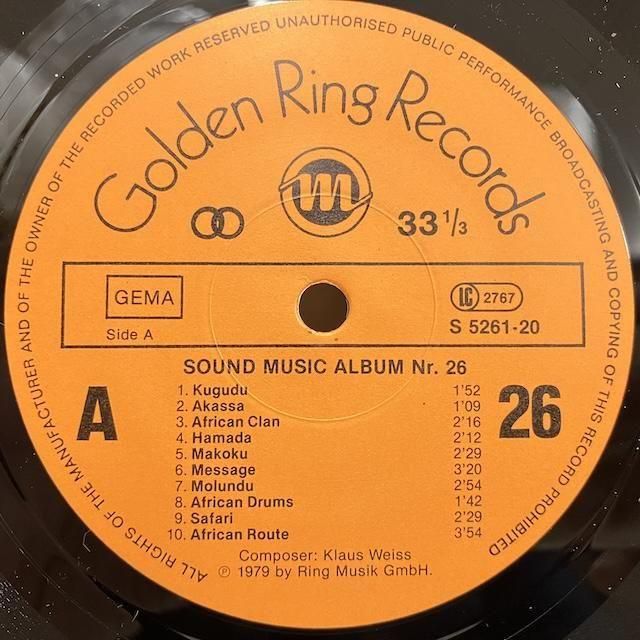 ALL RIGHTS OF THE MANUFACTURER AND OF THE OWNER OF THE RECORDED WORK RESERVED UNAUTHORISED PUBLIC PERFORMANCE BROADCASTING AND COPYING OF THIS RECORD PROHIBITED
Golden Ring Records
m
33 1/3
GEMA
LC 2767
Side A
S 5261-20
SOUND MUSIC ALBUM Nr. 26
A
26
1. Kugudu 1'52
2. Akassa 1'09
3. African Clan 2'16
4. Hamada 2'12
5. Makoku 2'29
6. Message 3'20
7. Molundu 2'54
8. African Drums 1'42
9. Safari 2'29
10. African Route 3'54
Composer: Klaus Weiss
℗ 1979 by Ring Musik GmbH.